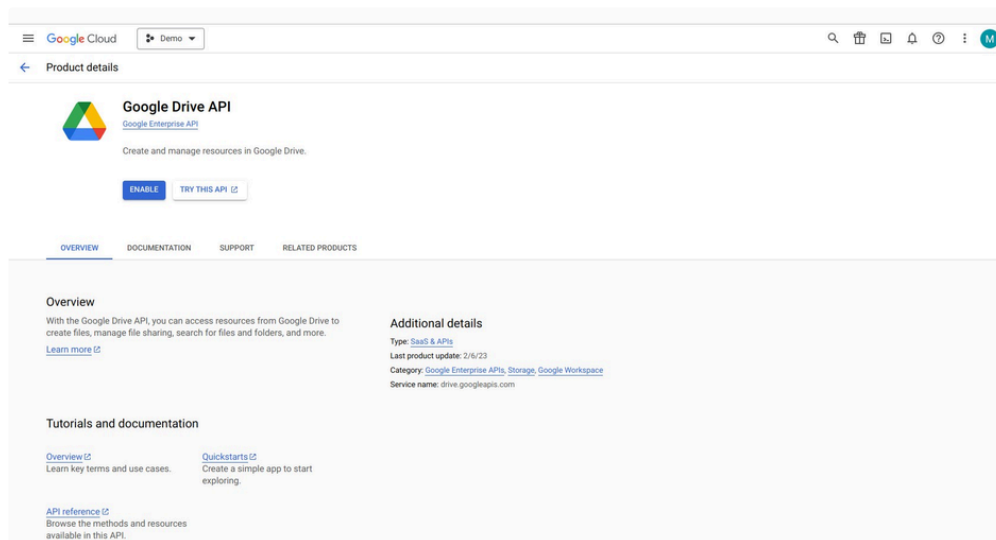 Google Cloud
Demo
M
Product details
Google Drive API
Google Enterprise API
Create and manage resources in Google Drive.
ENABLE
TRY THIS API
OVERVIEW
DOCUMENTATION
SUPPORT
RELATED PRODUCTS
Overview
With the Google Drive API, you can access resources from Google Drive to
create files, manage file sharing, search for files and folders, and more.
Learn more
Additional details
Type: SaaS & APIs
Last product update: 2/6/23
Category: Google Enterprise APIs, Storage, Google Workspace
Service name: drive.googleapis.com
Tutorials and documentation
Overview
Learn key terms and use cases.
Quickstarts
Create a simple app to start
exploring.
API reference
Browse the methods and resources
available in this API.